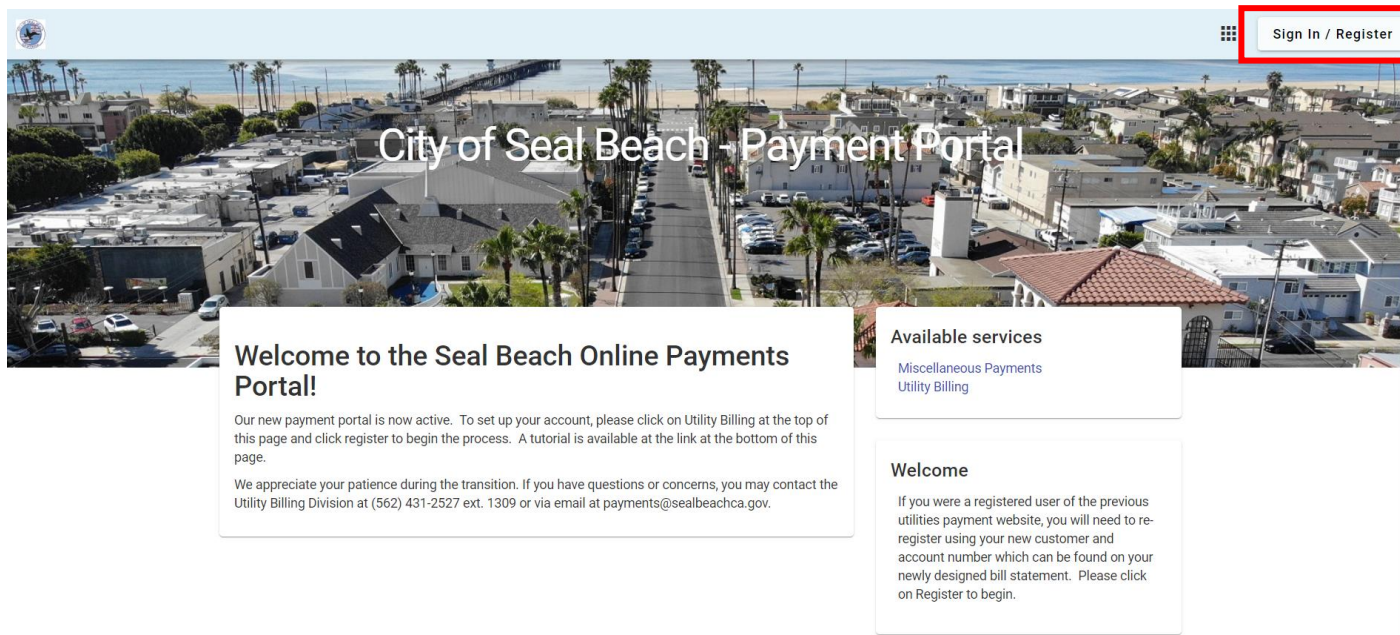 Sign In / Register
City of Seal Beach - Payment Portal
Welcome to the Seal Beach Online Payments
Portal!
Our new payment portal is now active.  To set up your account, please click on Utility Billing at the top of
this page and click register to begin the process.  A tutorial is available at the link at the bottom of this
page.
We appreciate your patience during the transition. If you have questions or concerns, you may contact the
Utility Billing Division at (562) 431-2527 ext. 1309 or via email at payments@sealbeachca.gov.
Available services
Miscellaneous Payments
Utility Billing
Welcome
If you were a registered user of the previous
utilities payment website, you will need to re-
register using your new customer and
account number which can be found on your
newly designed bill statement.  Please click
on Register to begin.